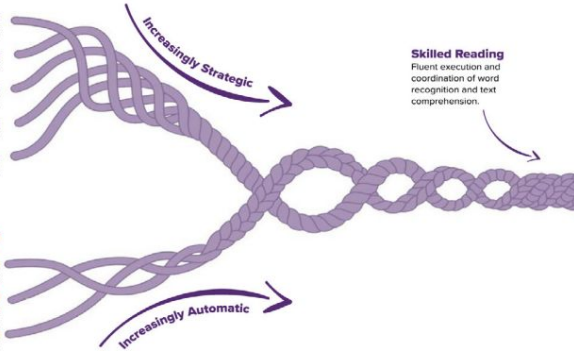 Increasingly Strategic
Skilled Reading
Fluent execution and
coordination of word
recognition and text
comprehension.
Increasingly Automatic